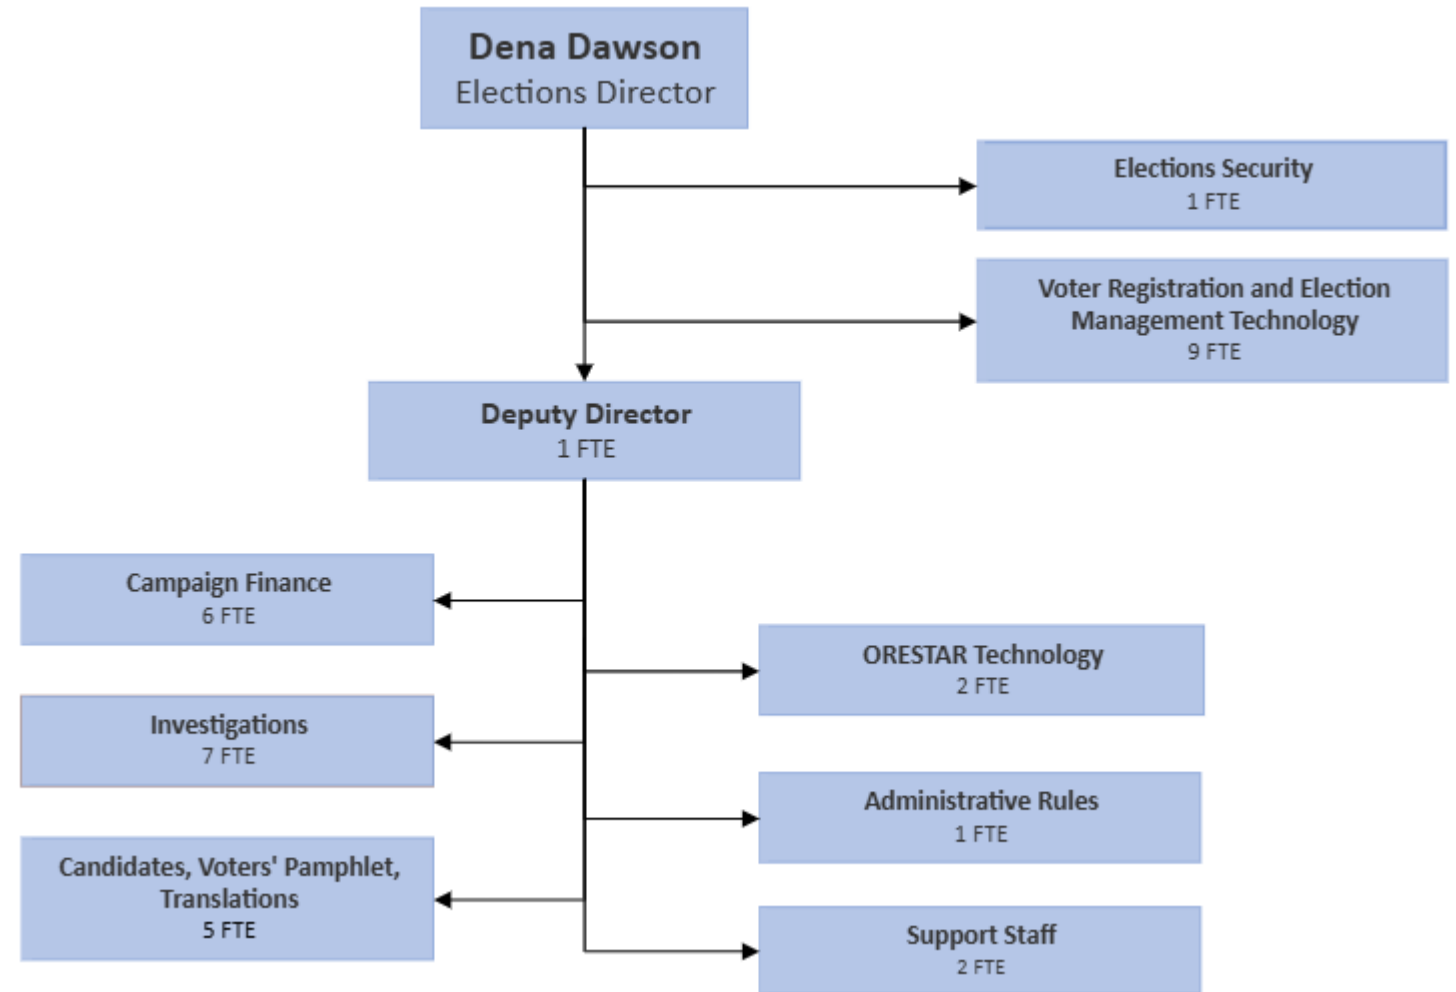 Dena Dawson
Elections Director
Elections Security
1 FTE
Voter Registration and Election
Management Technology
9 FTE
Deputy Director
1 FTE
Campaign Finance
6 FTE
ORESTAR Technology
2 FTE
Investigations
7 FTE
Administrative Rules
1 FTE
Candidates, Voters' Pamphlet,
Translations
5 FTE
Support Staff
2 FTE